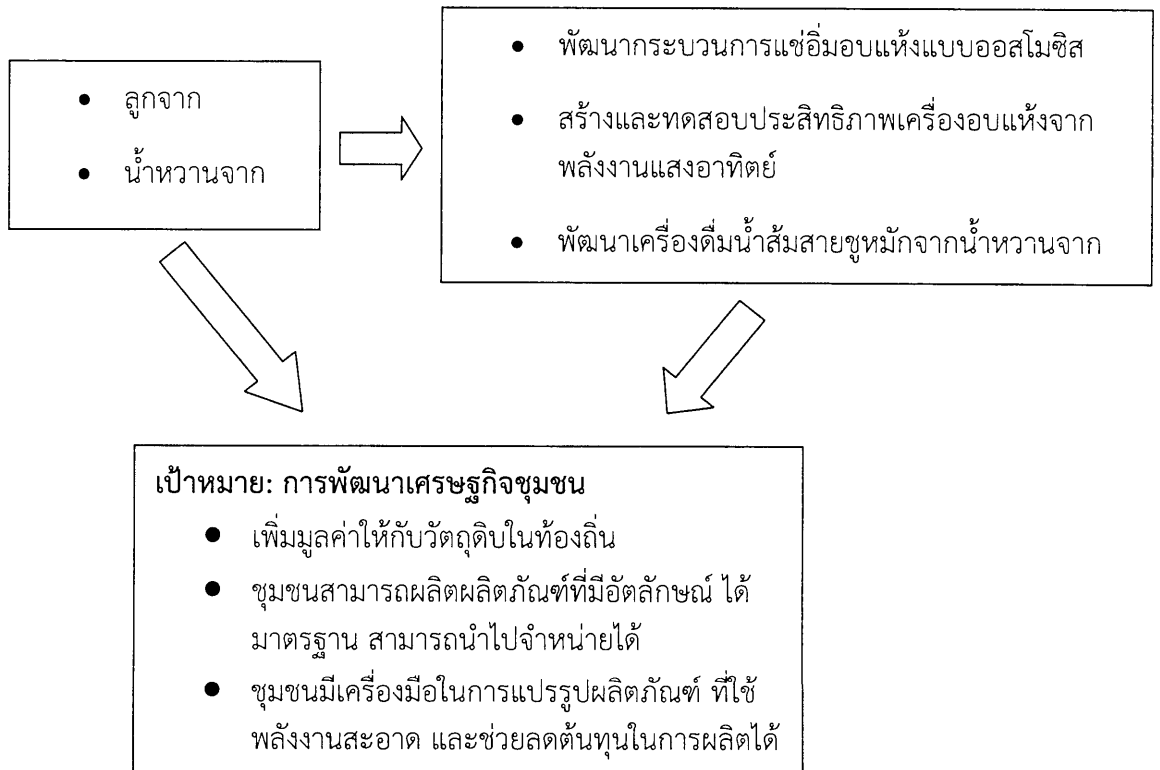 • ลูกจาก
• น้ำหวานจาก
• พัฒนากระบวนการแช่อิ่มอบแห้งแบบออสโมซิส
• สร้างและทดสอบประสิทธิภาพเครื่องอบแห้งจาก
พลังงานแสงอาทิตย์
• พัฒนาเครื่องดื่มน้ำส้มสายชูหมักจากน้ำหวานจาก
เป้าหมาย: การพัฒนาเศรษฐกิจชุมชน
• เพิ่มมูลค่าให้กับวัตถุดิบในท้องถิ่น
• ชุมชนสามารถผลิตผลิตภัณฑ์ที่มีอัตลักษณ์ ได้
มาตรฐาน สามารถนำไปจำหน่ายได้
• ชุมชนมีเครื่องมือในการแปรรูปผลิตภัณฑ์ ที่ใช้
พลังงานสะอาด และช่วยลดต้นทุนในการผลิตได้